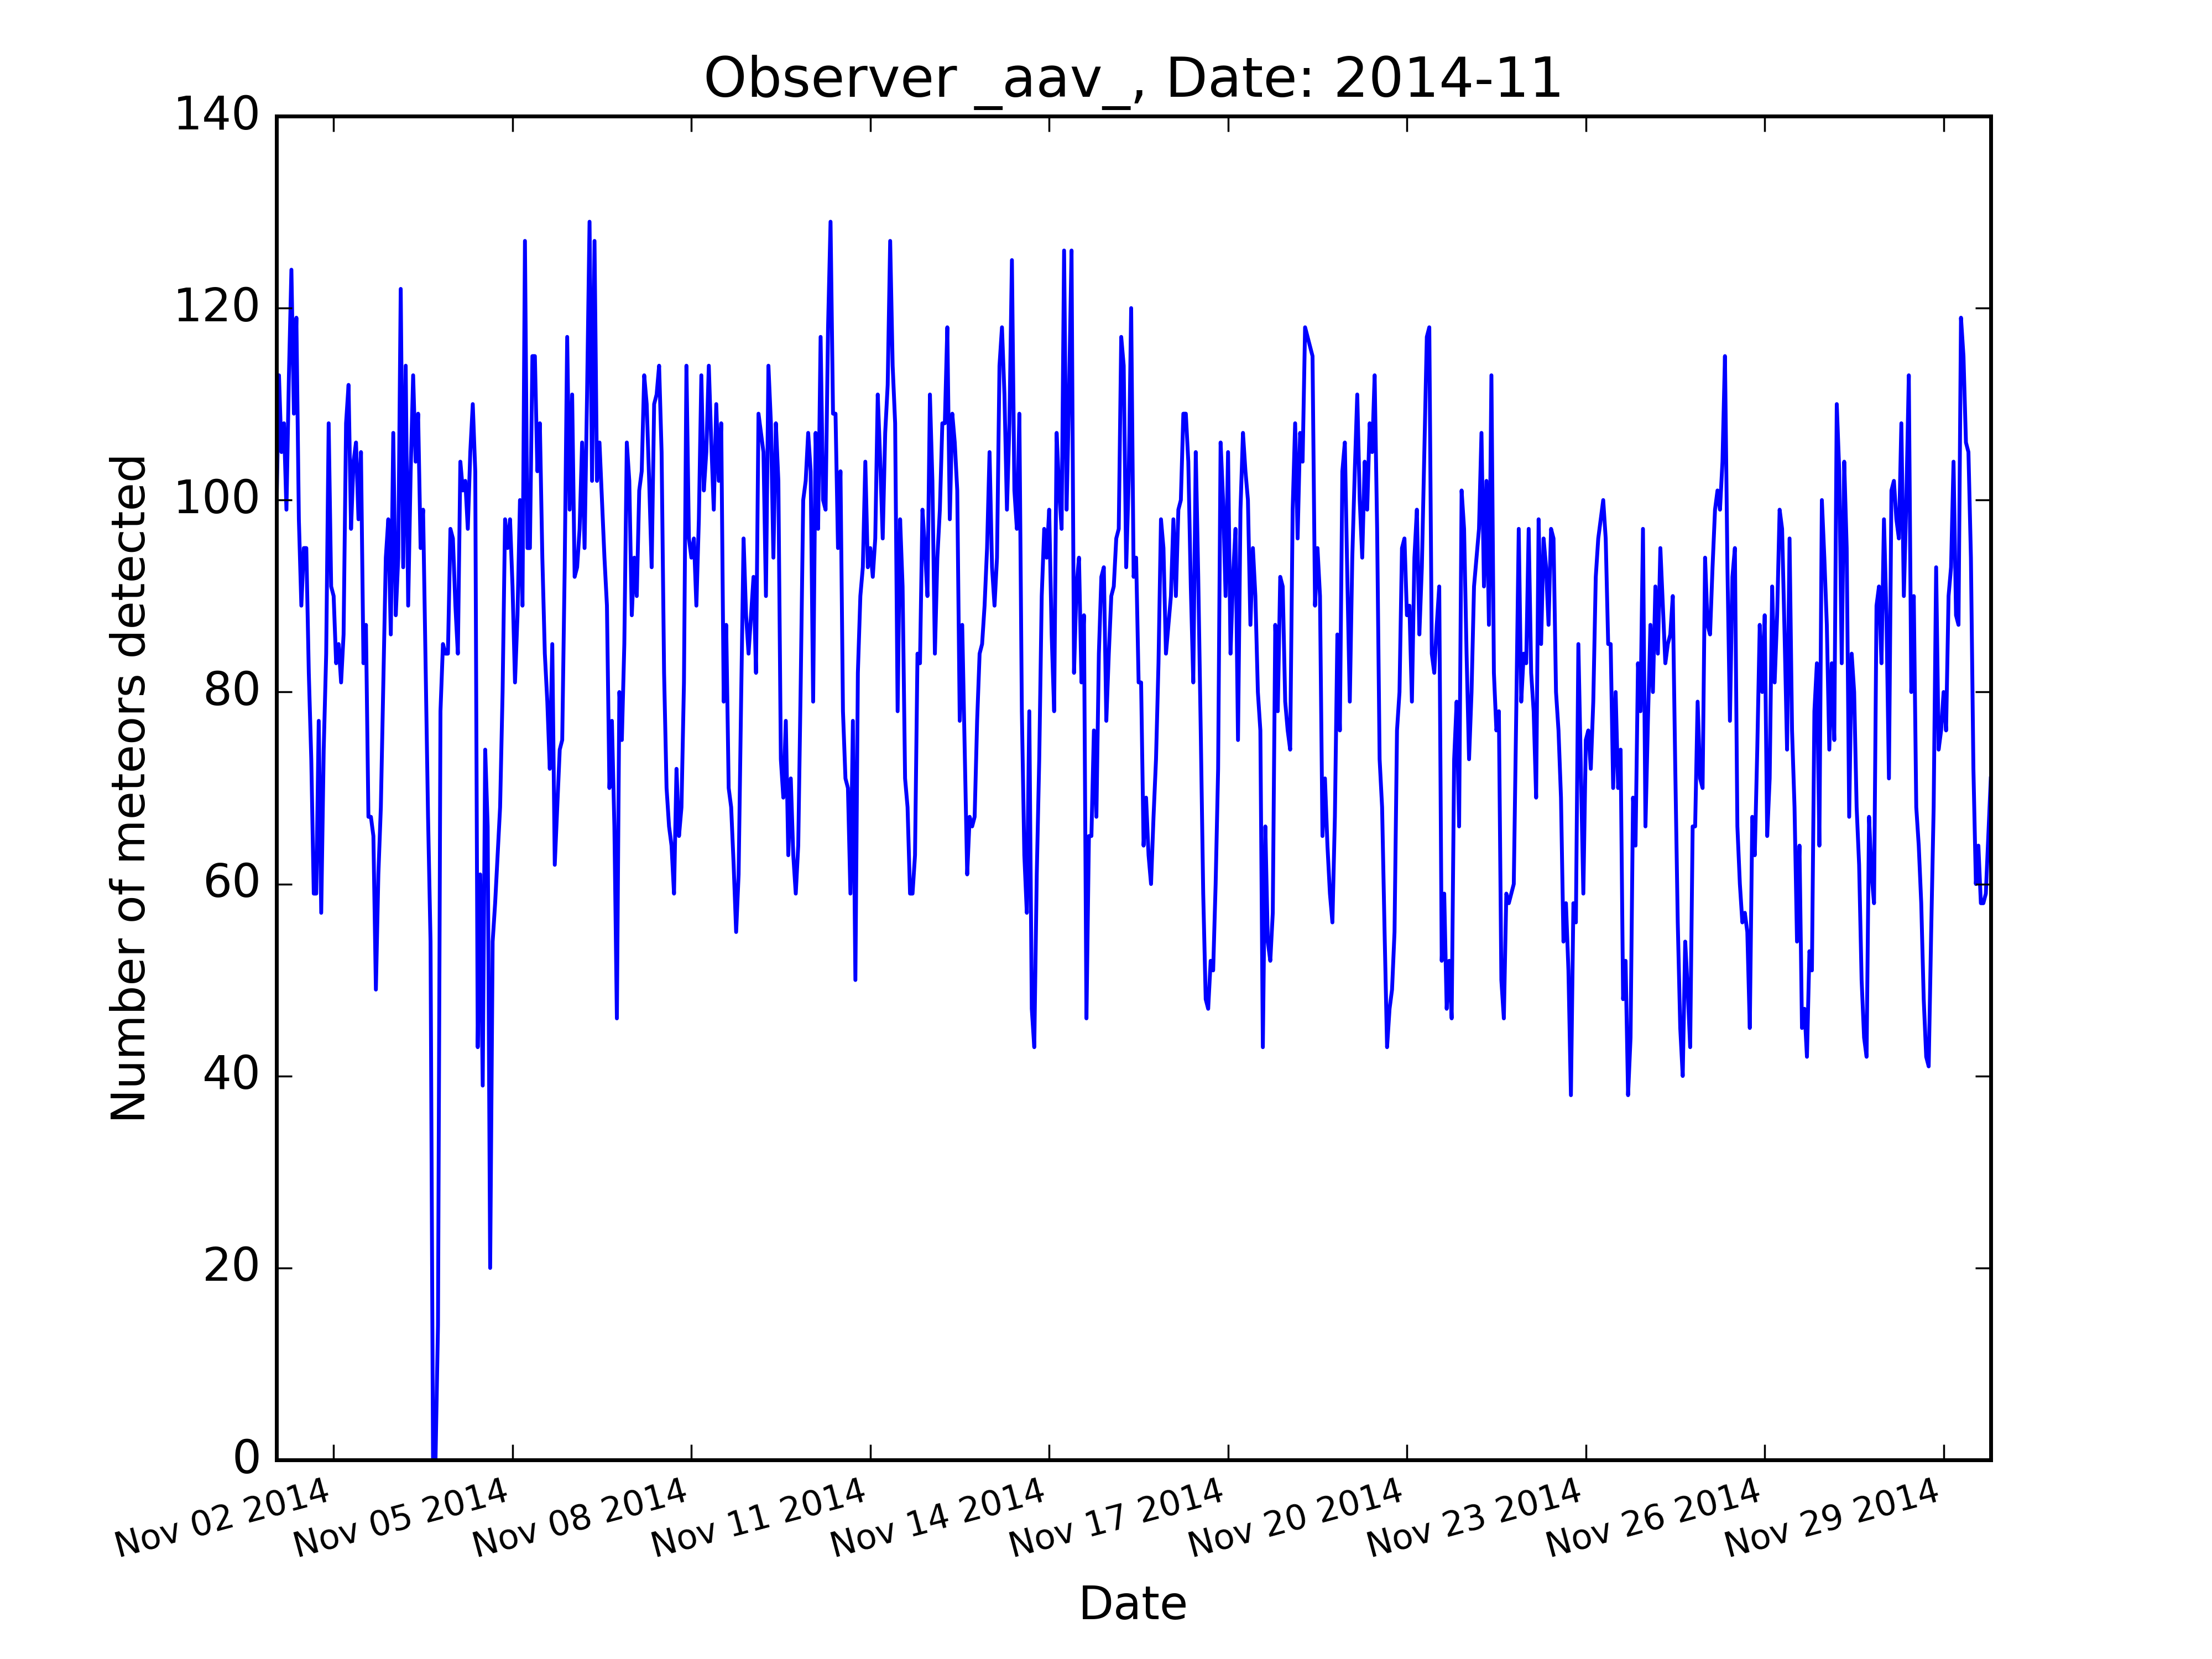 Observer _aav_, Date: 2014-11
140
120
100
80
60
40
20
0
Number of meteors detected
Nov 02 2014
Nov 05 2014
Nov 08 2014
Nov 11 2014
Nov 14 2014
Nov 17 2014
Nov 20 2014
Nov 23 2014
Nov 26 2014
Nov 29 2014
Date